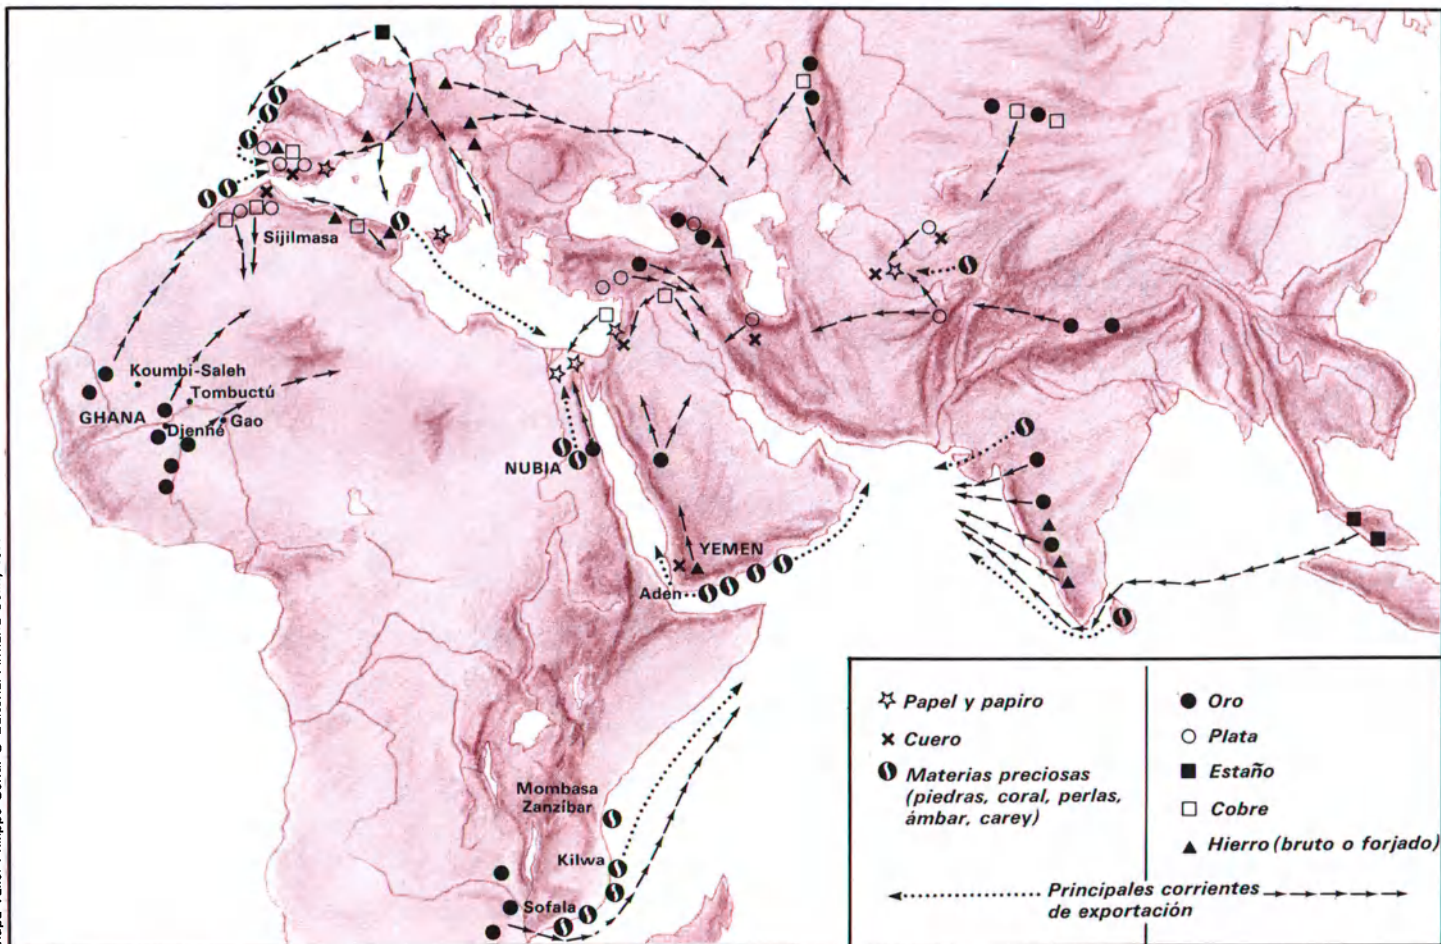 Sijilmasa
Koumbi-Saleh
Tombuctú
GHANA
Djenné
Gao
NUBIA
YEMEN
Aden
Mombasa
Zanzíbar
Kilwa
Sofala
Papel y papiro
Cuero
Materias preciosas
(piedras, coral, perlas,
ámbar, carey)
Oro
Plata
Estaño
Cobre
Hierro (bruto o forjado)
Principales corrientes
de exportación